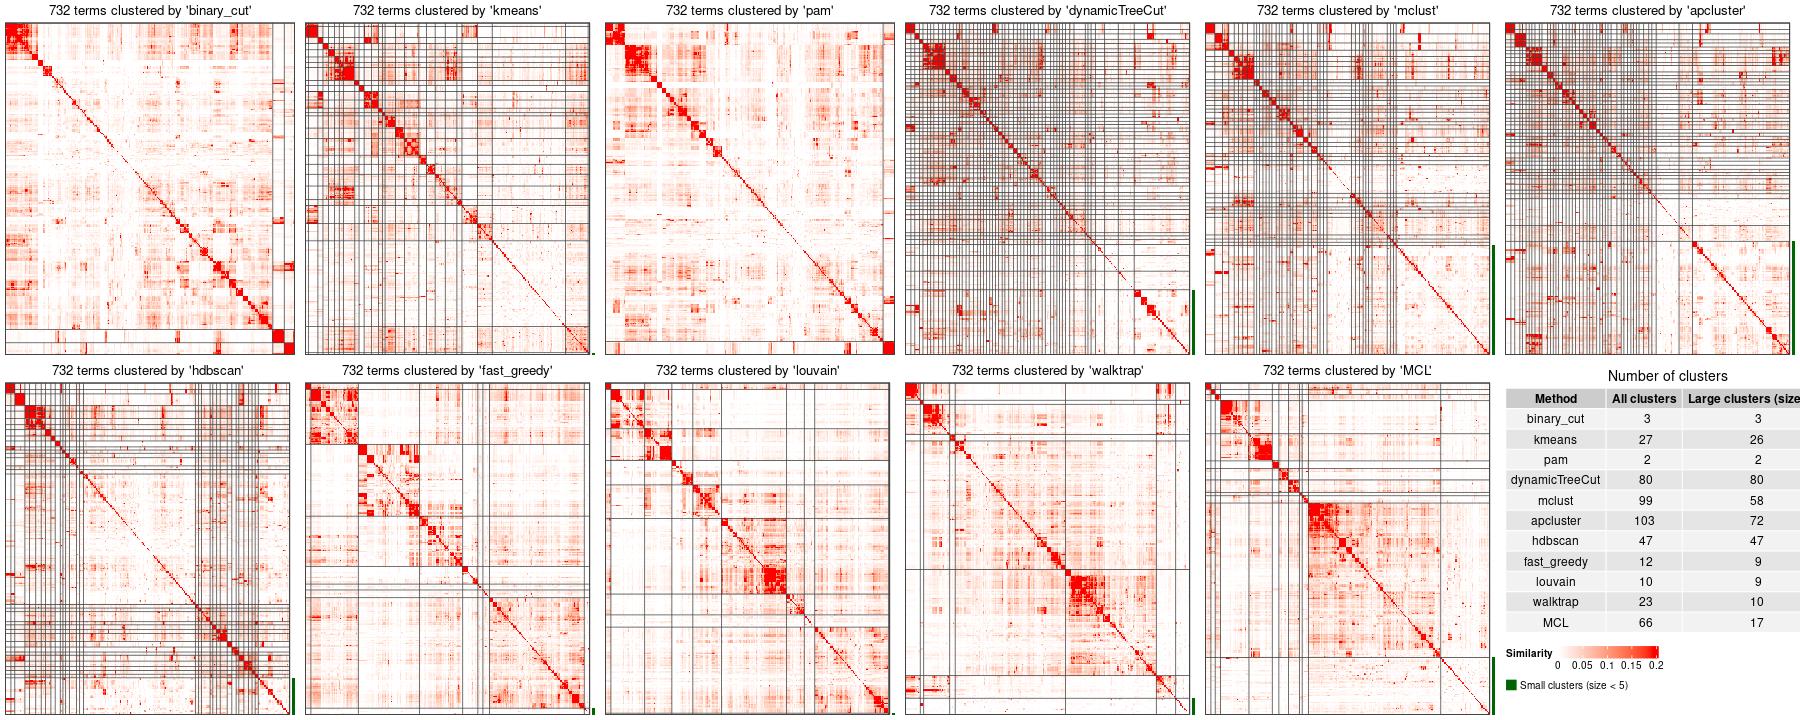 732 terms clustered by 'binary_cut'
732 terms clustered by 'kmeans'
732 terms clustered by 'pam'
732 terms clustered by 'dynamicTreeCut'
732 terms clustered by 'mclust'
732 terms clustered by 'apcluster'
732 terms clustered by 'hdbscan'
732 terms clustered by 'fast_greedy'
732 terms clustered by 'louvain'
732 terms clustered by 'walktrap'
732 terms clustered by 'MCL'
Number of clusters
Method All clusters Large clusters (size
binary_cut 3 3
kmeans 27 26
pam 2 2
dynamicTreeCut 80 80
mclust 99 58
apcluster 103 72
hdbscan 47 47
fast_greedy 12 9
louvain 10 9
walktrap 23 10
MCL 66 17
Similarity
0 0.05 0.1 0.15 0.2
Small clusters (size < 5)